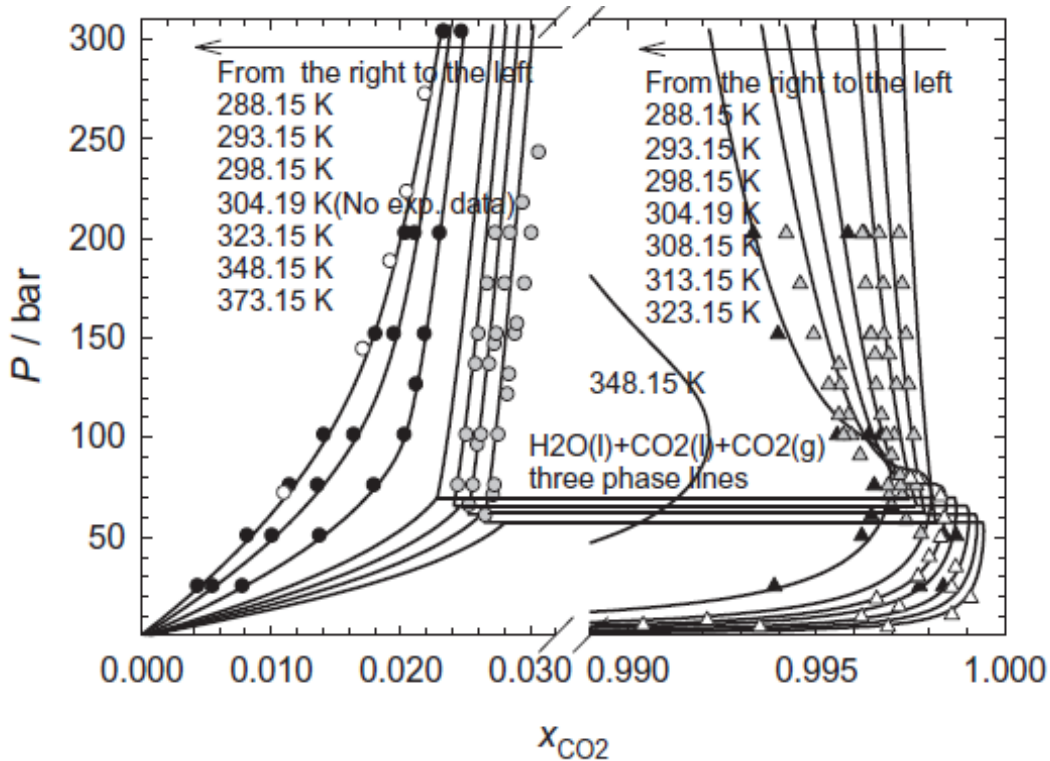 300
250
200
150
100
50
P / bar
From the right to the left
288.15 K
293.15 K
298.15 K
304.19 K(No exp. data)
323.15 K
348.15 K
373.15 K
From the right to the left
288.15 K
293.15 K
298.15 K
304.19 K
308.15 K
313.15 K
323.15 K
348.15 K
H2O(l)+CO2(l)+CO2(g)
three phase lines
0.000 0.010 0.020 0.030 0.990 0.995 1.000
xCO2